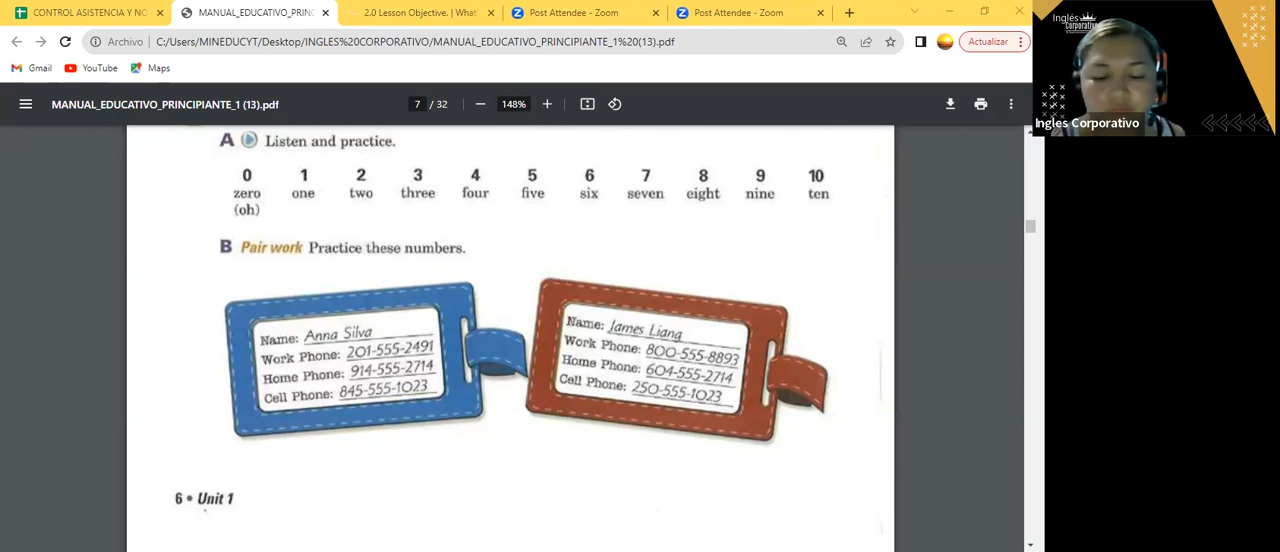 CONTROL ASISTENCIA Y NO
MANUAL_EDUCATIVO_PRINC
2.0 Lesson Objective. | What
Post Attendee - Zoom
Post Attendee - Zoom
Archivo
C:/Users/MINEDUCYT/Desktop/INGLES%20CORPORATIVO/MANUAL_EDUCATIVO_PRINCIPIANTE_1%20(13).pdf
Actualizar
Gmail
YouTube
Maps
MANUAL_EDUCATIVO_PRINCIPIANTE_1 (13).pdf
7 / 32
148%
A Listen and practice.
0 1 2 3 4 5 6 7 8 9 10
zero one two three four five six seven eight nine ten
(oh)
B Pair work Practice these numbers.
Name: Anna Silva
Work Phone: 201-555-2491
Home Phone: 914-555-2714
Cell Phone: 845-555-1023
Name: James Liang
Work Phone: 800-555-8893
Home Phone: 604-555-2714
Cell Phone: 250-555-1023
6 • Unit 1
Inglés
Corporativo
Ingles Corporativo